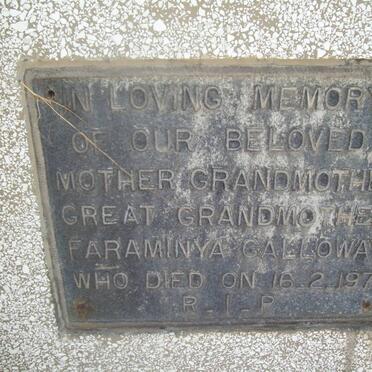 IN LOVING MEMORY
OF OUR BELOVED
MOTHER GRANDMOTHE
GREAT GRANDMOTHE
FARAMINYA GALLOWA
WHO DIED ON 16.2.197
R.I.P